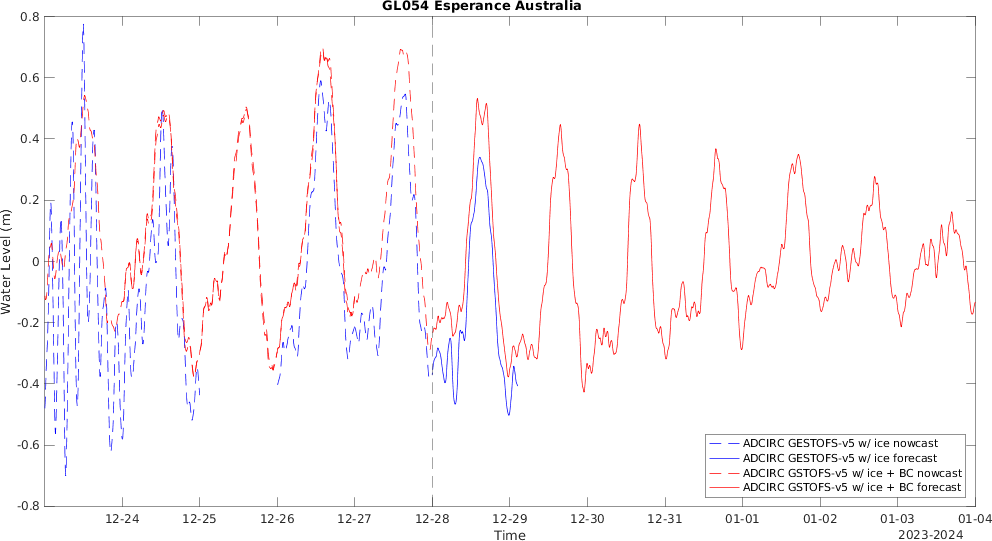 GL054 Esperance Australia
Water Level (m)
0.8
0.6
0.4
0.2
0
-0.2
-0.4
-0.6
-0.8
ADCIRC GESTOFS-v5 w/ ice nowcast
ADCIRC GESTOFS-v5 w/ ice forecast
ADCIRC GSTOFS-v5 w/ ice + BC nowcast
ADCIRC GSTOFS-v5 w/ ice + BC forecast
12-24 12-25 12-26 12-27 12-28 12-29 12-30 12-31 01-01 01-02 01-03 01-04
Time
2023-2024